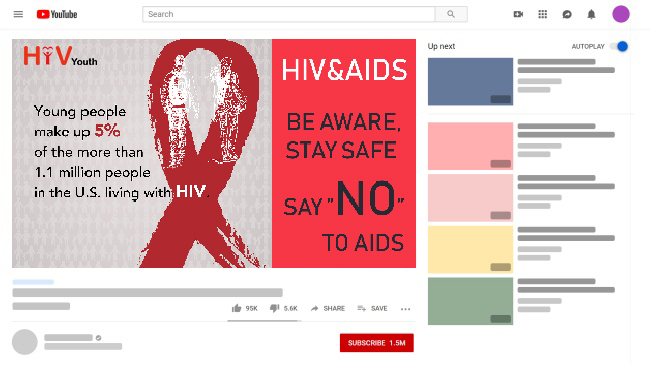 YouTube
Search
HIV Youth
Young people
make up 5%
of the more than
1.1 million people
in the U.S. living with HIV.
HIV&AIDS
BE AWARE,
STAY SAFE
SAY "NO"
TO AIDS
Up next
AUTOPLAY
95K
5.6K
SHARE
SAVE
SUBSCRIBE 1.5M